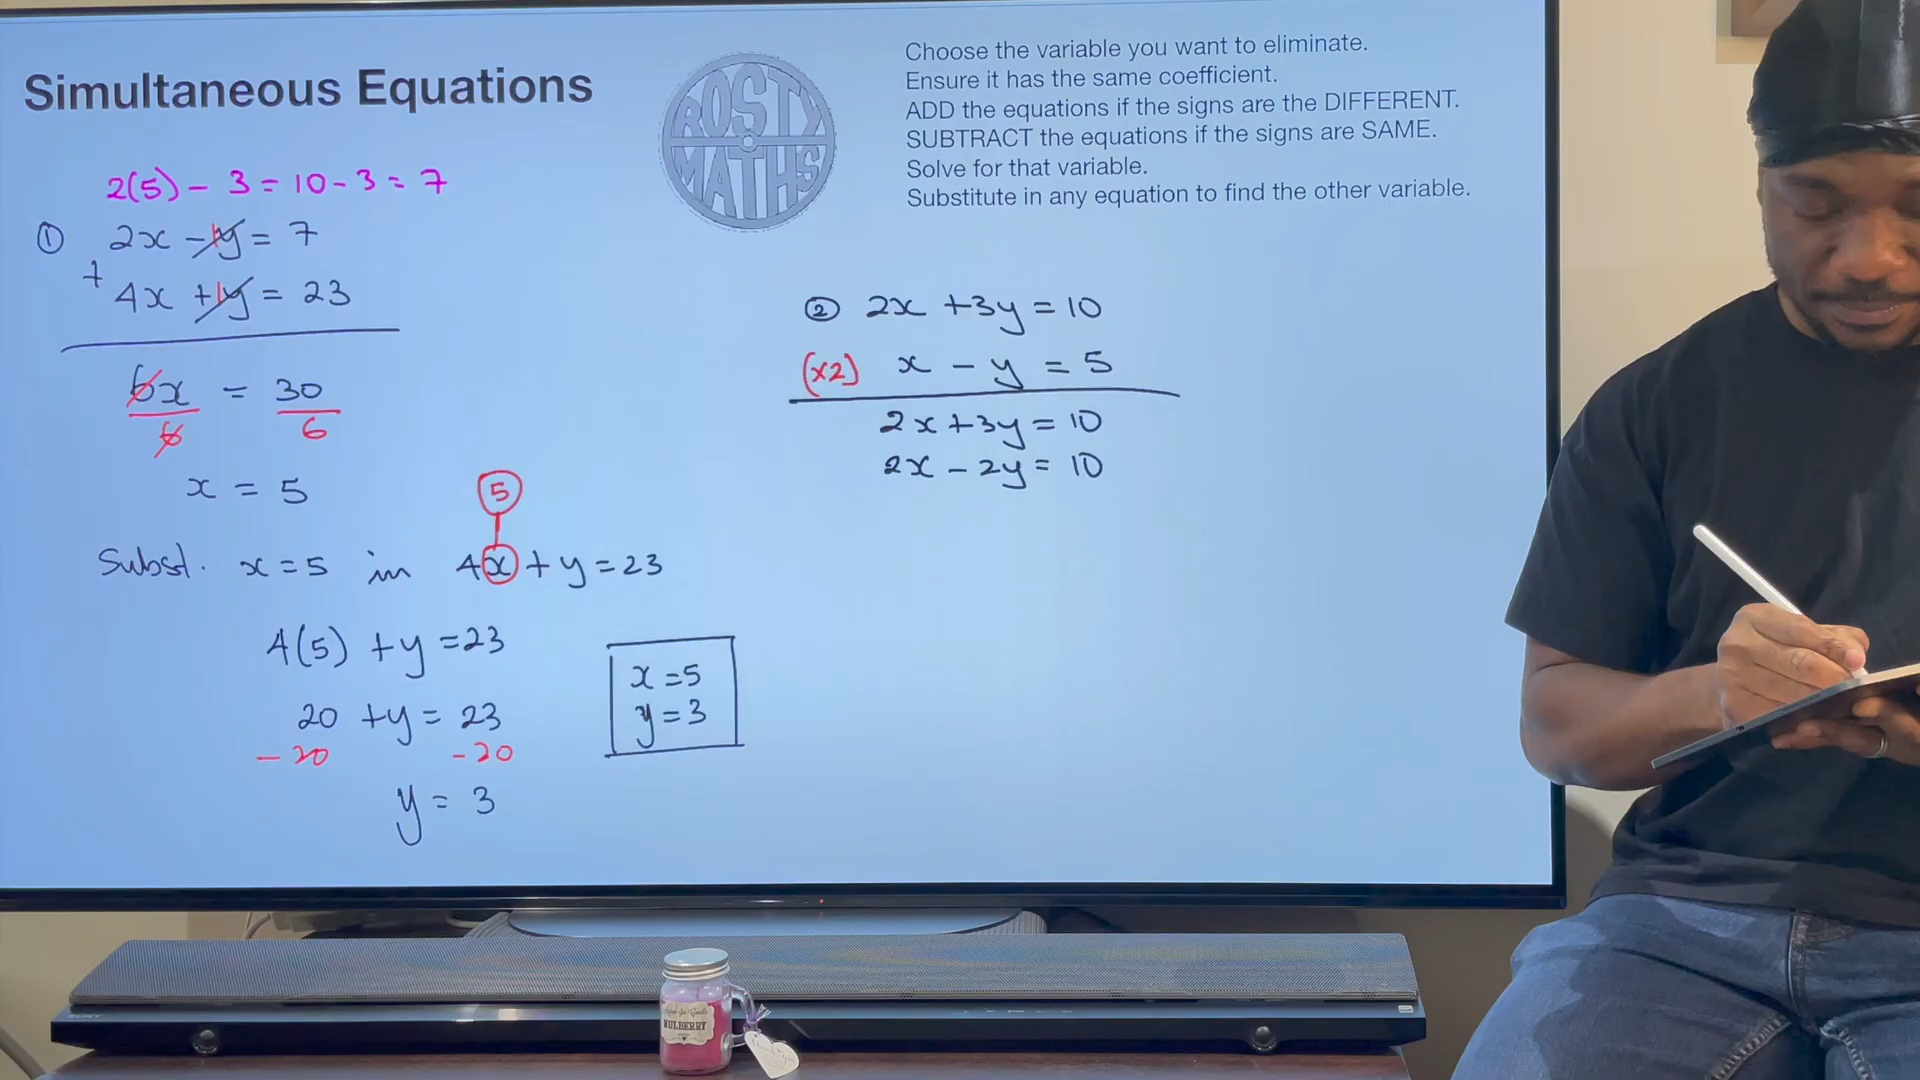 Simultaneous Equations
ROSTY
MATHS
Choose the variable you want to eliminate.
Ensure it has the same coefficient.
ADD the equations if the signs are the DIFFERENT.
SUBTRACT the equations if the signs are SAME.
Solve for that variable.
Substitute in any equation to find the other variable.
2(5) - 3 = 10 - 3 = 7
① 2x - 1y = 7
+ 4x + 1y = 23
6x = 30
6 6
x = 5
5
Subst. x = 5 in 4x + y = 23
4(5) + y = 23
20 + y = 23
- 20 - 20
y = 3
x = 5
y = 3
② 2x + 3y = 10
(x2) x - y = 5
2x + 3y = 10
2x - 2y = 10
SONY
MULBERRY